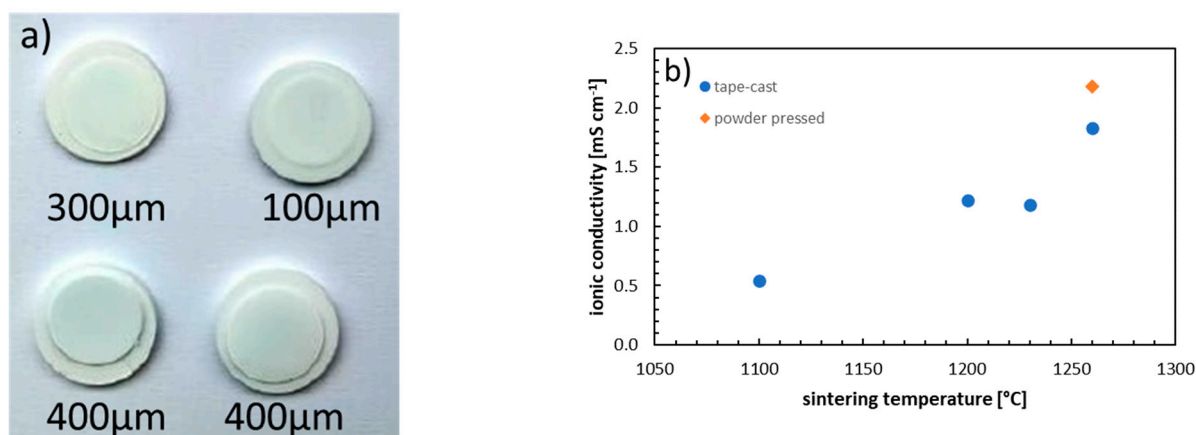 a)
300μm
100μm
400μm
400μm
b)
tape-cast
powder pressed
ionic conductivity [mS cm⁻¹]
2.5
2.0
1.5
1.0
0.5
0.0
1050 1100 1150 1200 1250 1300
sintering temperature [°C]